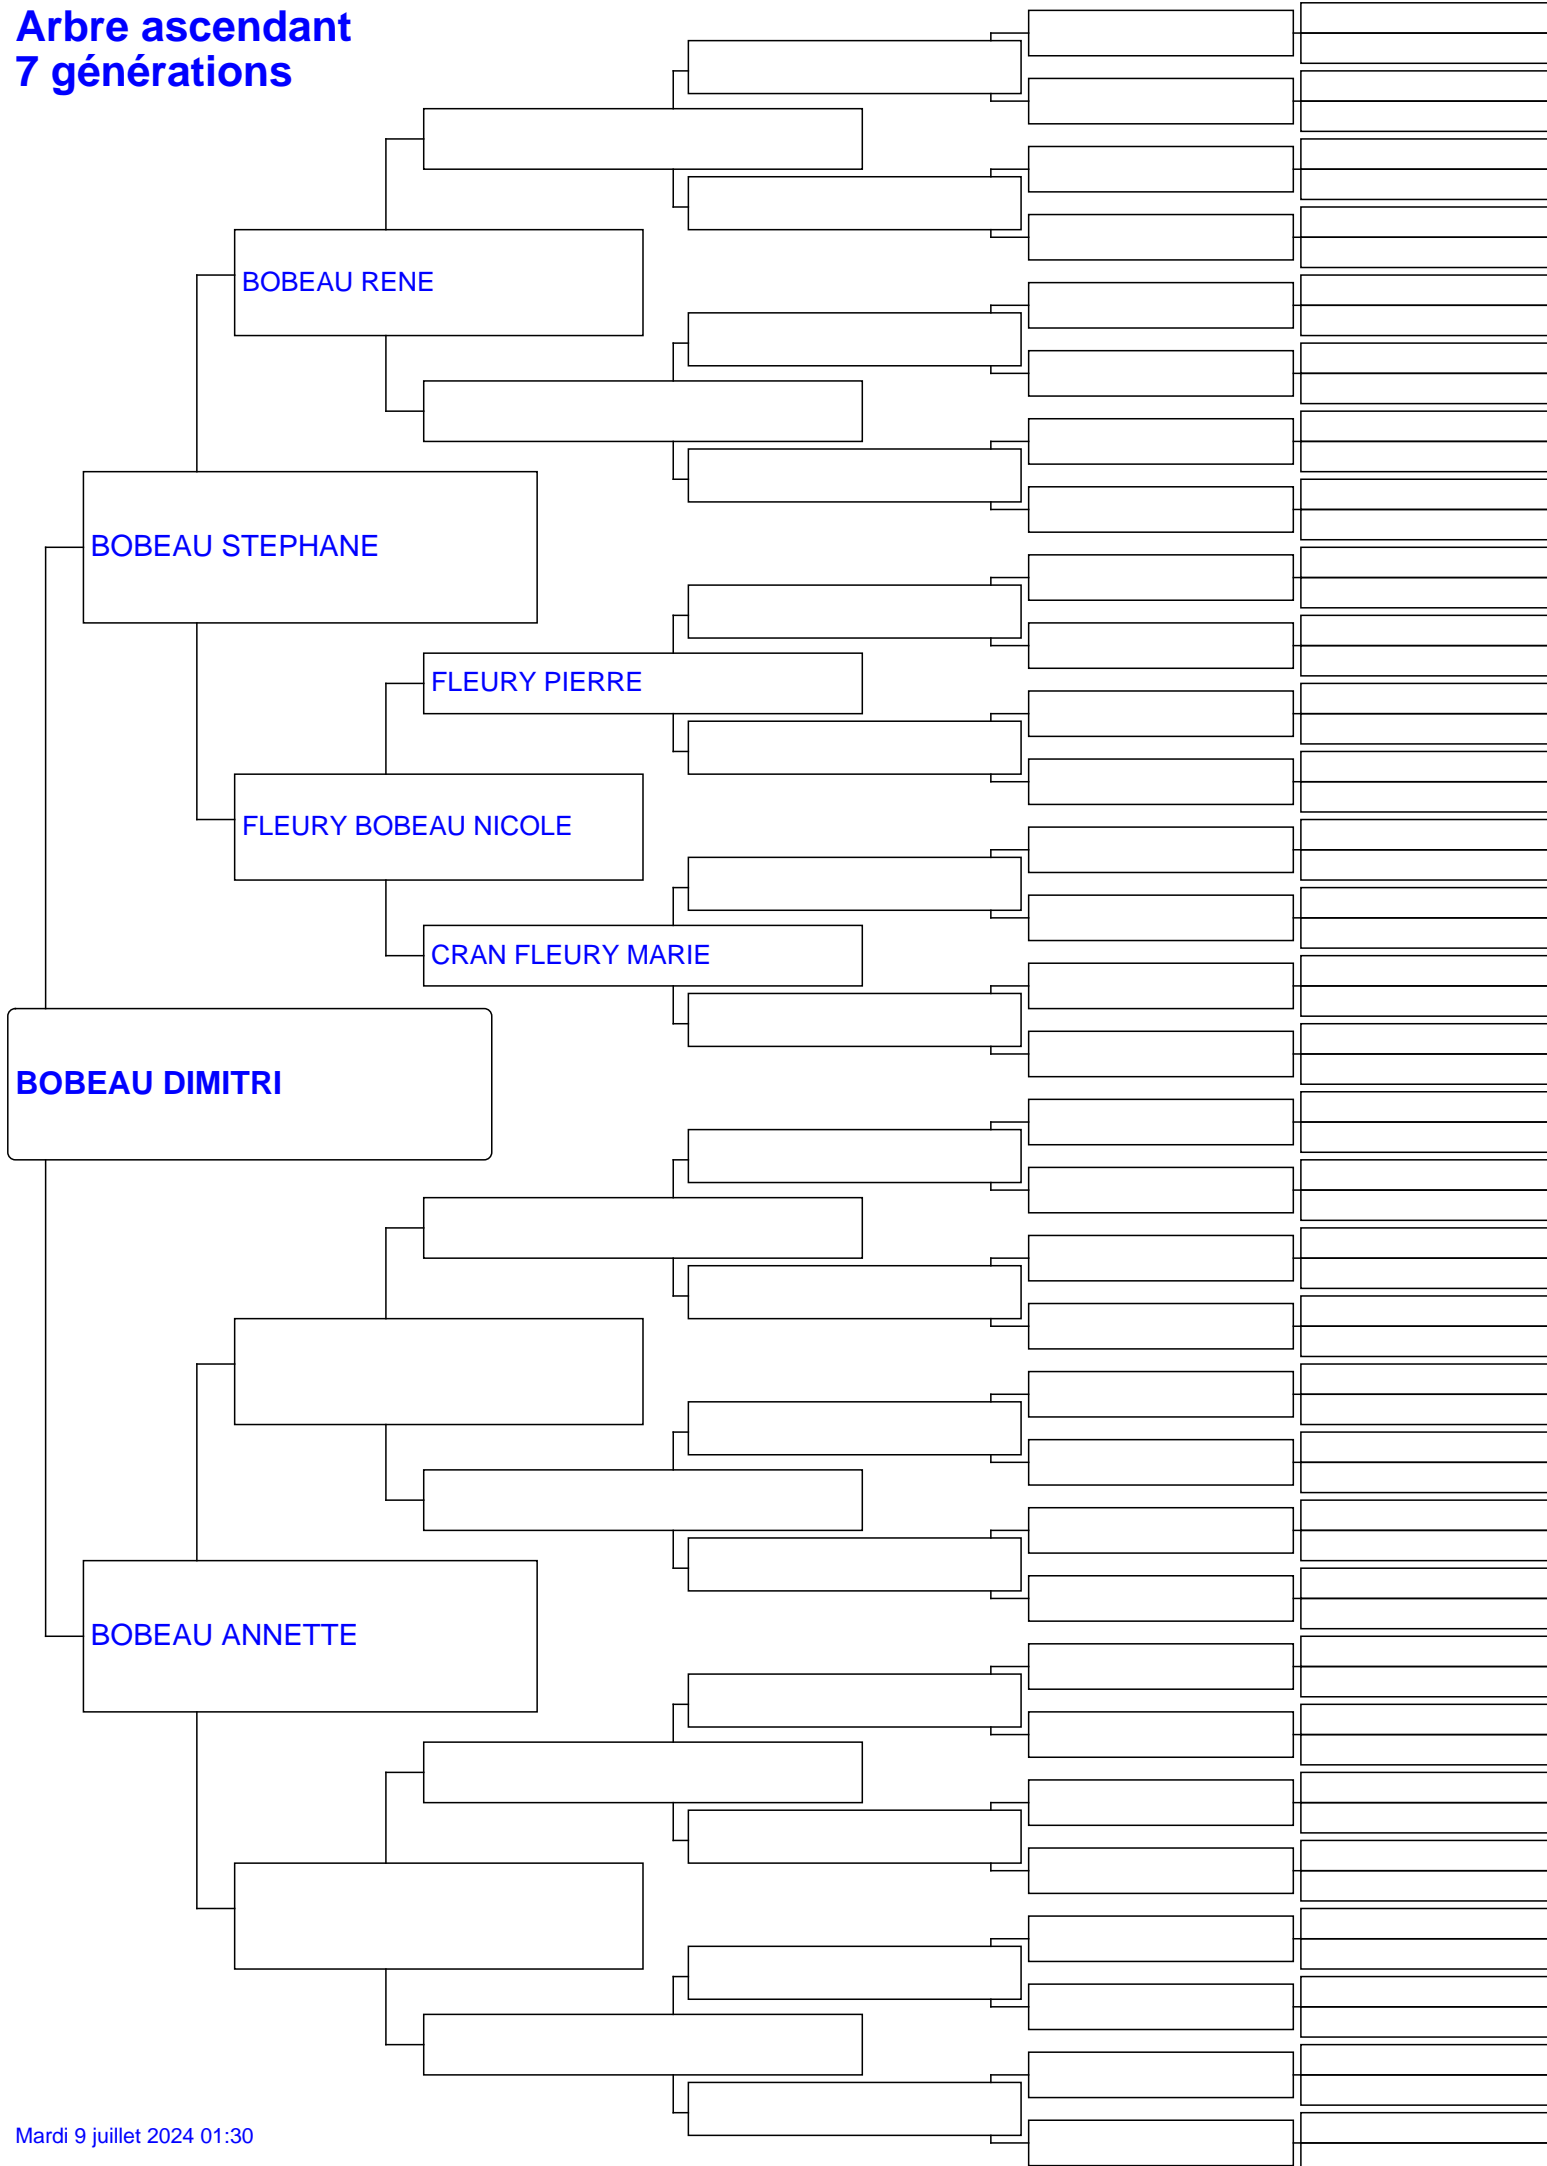 Arbre ascendant
7 générations
BOBEAU RENE
BOBEAU STEPHANE
FLEURY PIERRE
FLEURY BOBEAU NICOLE
CRAN FLEURY MARIE
BOBEAU DIMITRI
BOBEAU ANNETTE
Mardi 9 juillet 2024 01:30